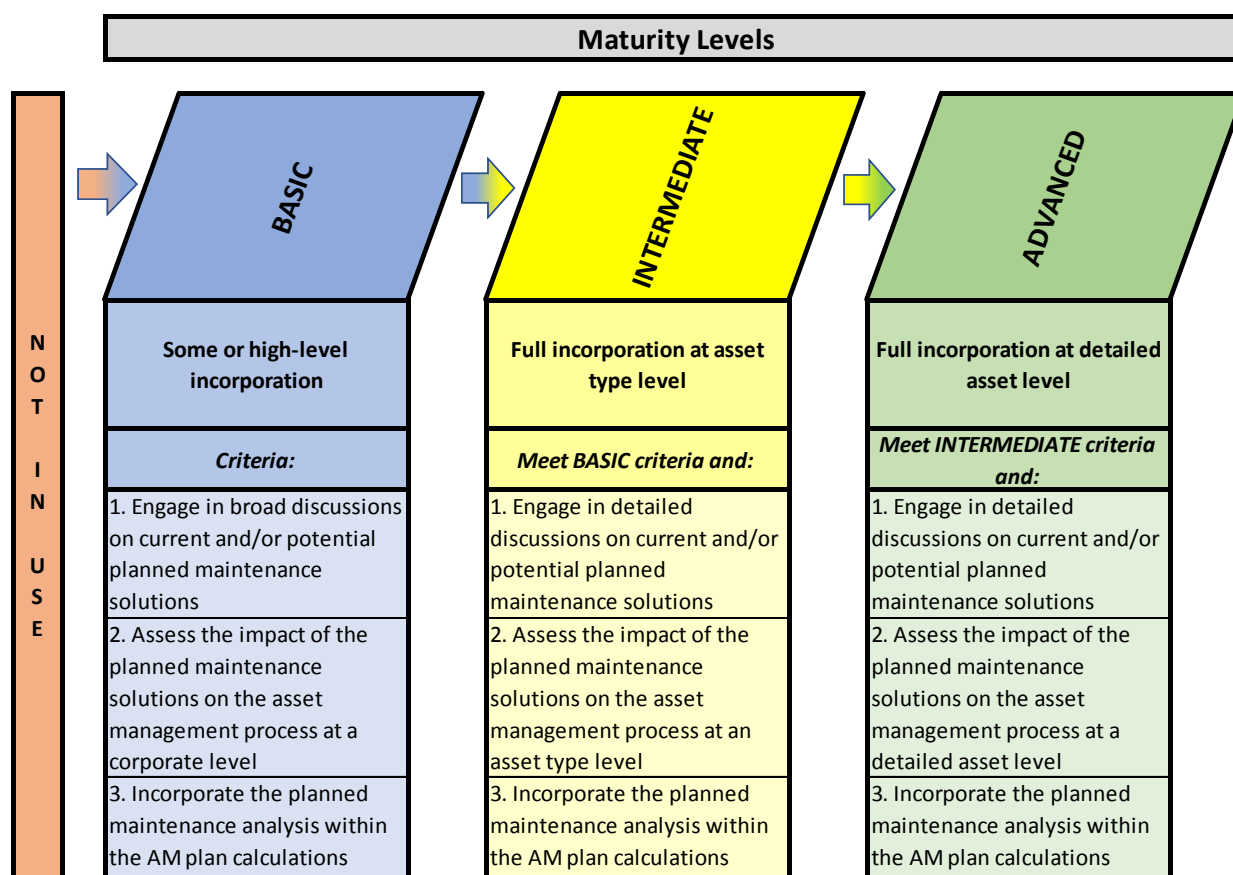 Maturity Levels
NOT IN USE
BASIC
Some or high-level
incorporation
Criteria:
1. Engage in broad discussions
on current and/or potential
planned maintenance
solutions
2. Assess the impact of the
planned maintenance
solutions on the asset
management process at a
corporate level
3. Incorporate the planned
maintenance analysis within
the AM plan calculations
INTERMEDIATE
Full incorporation at asset
type level
Meet BASIC criteria and:
1. Engage in detailed
discussions on current and/or
potential planned
maintenance solutions
2. Assess the impact of the
planned maintenance
solutions on the asset
management process at an
asset type level
3. Incorporate the planned
maintenance analysis within
the AM plan calculations
ADVANCED
Full incorporation at detailed
asset level
Meet INTERMEDIATE criteria
and:
1. Engage in detailed
discussions on current and/or
potential planned
maintenance solutions
2. Assess the impact of the
planned maintenance
solutions on the asset
management process at a
detailed asset level
3. Incorporate the planned
maintenance analysis within
the AM plan calculations